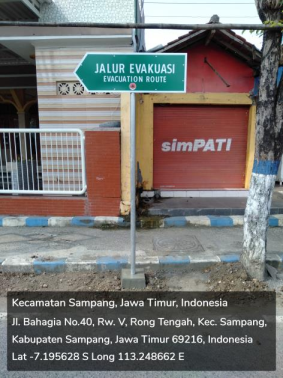 JALUR EVAKUASI
EVACUATION ROUTE
simPATI
Kecamatan Sampang, Jawa Timur, Indonesia
Jl. Bahagia No.40, Rw. V, Rong Tengah, Kec. Sampang,
Kabupaten Sampang, Jawa Timur 69216, Indonesia
Lat -7.195628 S Long 113.248662 E